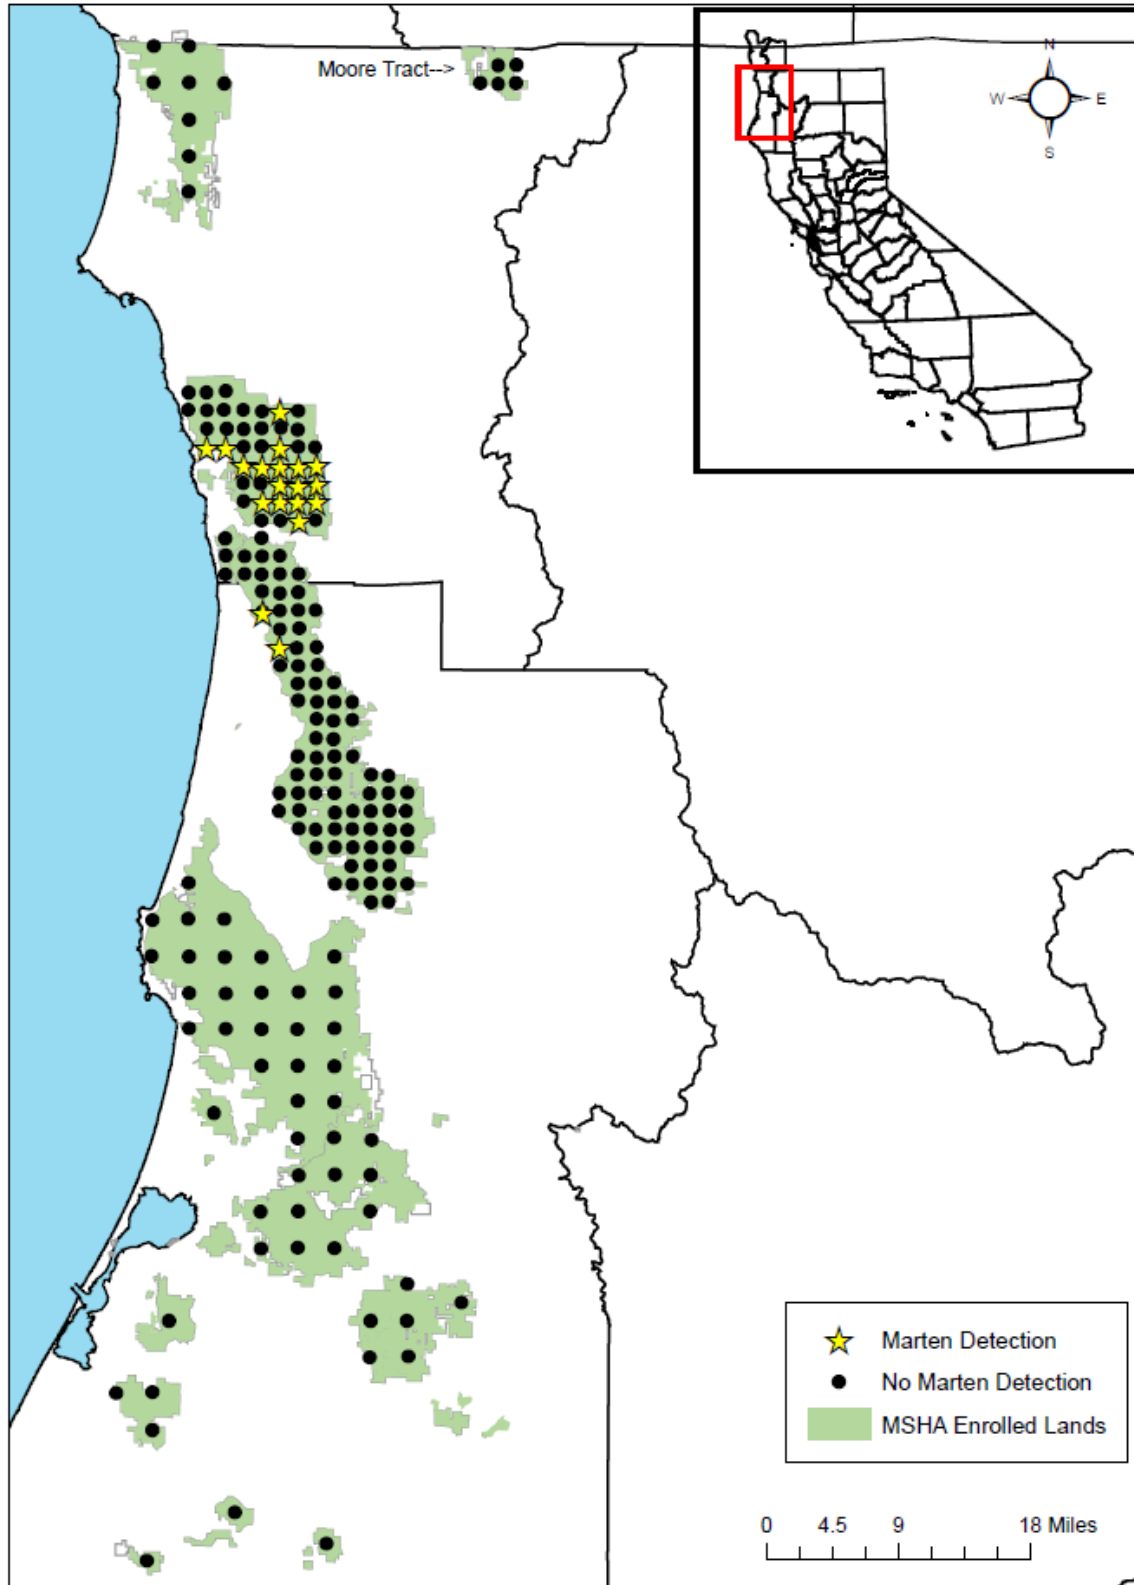 Moore Tract-->
N
W E
S
Marten Detection
No Marten Detection
MSHA Enrolled Lands
0 4.5 9 18 Miles